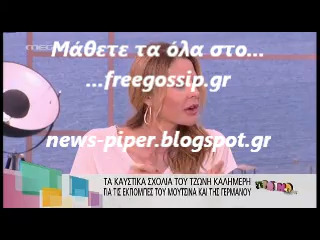 MEGA
Μάθετε τα όλα στο...
...freegossip.gr
news-piper.blogspot.gr
ΤΑ ΚΑΥΣΤΙΚΑ ΣΧΟΛΙΑ ΤΟΥ ΤΖΩΝΗ ΚΑΛΗΜΕΡΗ
ΓΙΑ ΤΙΣ ΕΚΠΟΜΠΕΣ ΤΟΥ ΜΟΥΤΣΙΝΑ ΚΑΙ ΤΗΣ ΓΕΡΜΑΝΟΥ